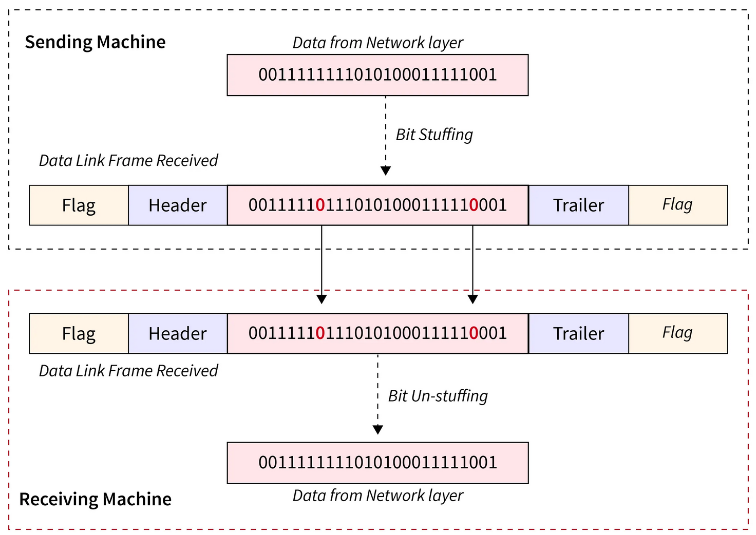 Sending Machine
Data from Network layer
0011111111010100011111001
Bit Stuffing
Data Link Frame Received
Flag Header 001111101110101000111110001 Trailer Flag
Flag Header 001111101110101000111110001 Trailer Flag
Data Link Frame Received
Bit Un-stuffing
0011111111010100011111001
Receiving Machine
Data from Network layer